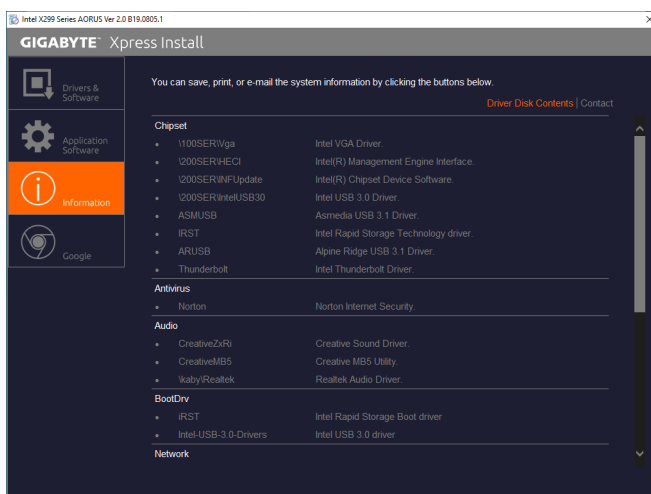 Intel X299 Series AORUS Ver 2.0 B19.0805.1
GIGABYTE™ Xpress Install
Drivers & Software
Application Software
Information
Google
You can save, print, or e-mail the system information by clicking the buttons below.
Driver Disk Contents | Contact
Chipset
\100SER\Vga Intel VGA Driver.
\200SER\HECI Intel(R) Management Engine Interface.
\200SER\INFUpdate Intel(R) Chipset Device Software.
\200SER\IntelUSB30 Intel USB 3.0 Driver.
ASMUSB Asmedia USB 3.1 Driver.
IRST Intel Rapid Storage Technology driver.
ARUSB Alpine Ridge USB 3.1 Driver.
Thunderbolt Intel Thunderbolt Driver.
Antivirus
Norton Norton Internet Security.
Audio
CreativeZxRi Creative Sound Driver.
CreativeMB5 Creative MB5 Utility.
\kaby\Realtek Realtek Audio Driver.
BootDrv
iRST Intel Rapid Storage Boot driver
Intel-USB-3.0-Drivers Intel USB 3.0 driver
Network